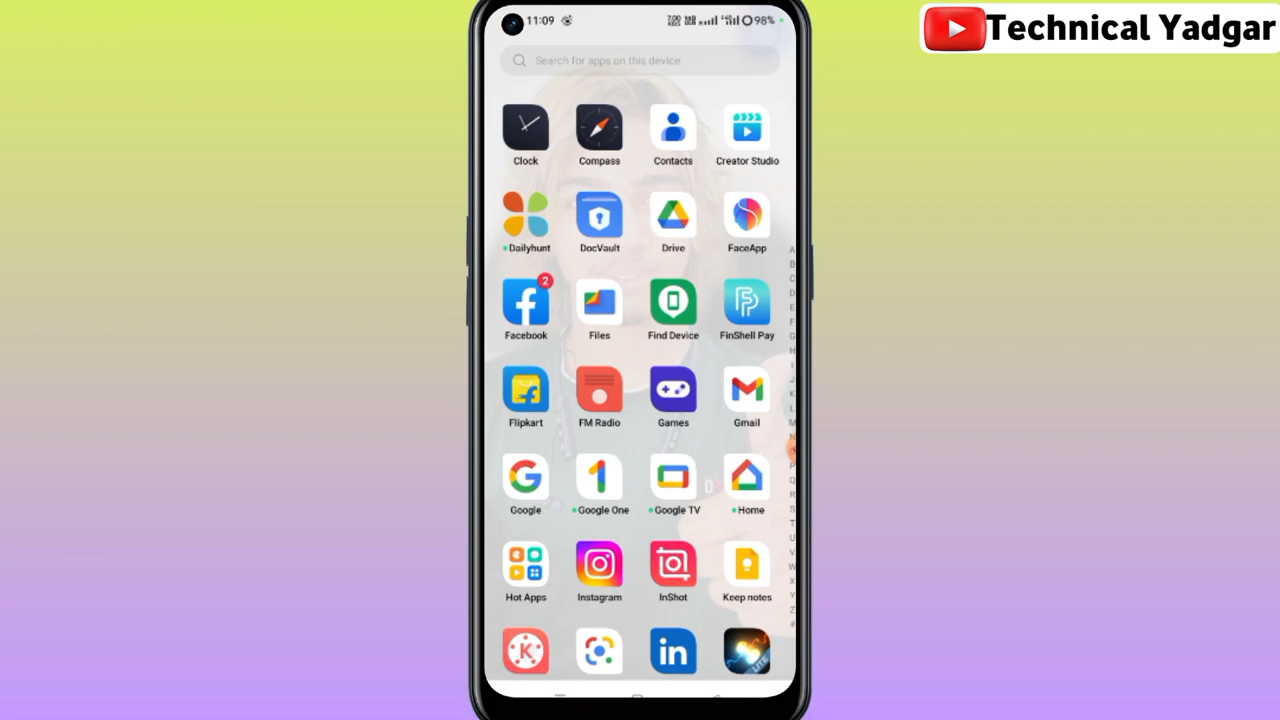 Technical Yadgar
11:09
98%
Search for apps on this device
Clock Compass Contacts Creator Studio
Dailyhunt DocVault Drive FaceApp
2
Facebook Files Find Device FinShell Pay
Flipkart FM Radio Games Gmail
Google Google One Google TV Home
Hot Apps Instagram InShot Keep notes
K in LITE
A
B
C
D
E
F
G
H
I
J
K
L
M
N
P
Q
R
S
T
U
V
W
X
Y
Z
#